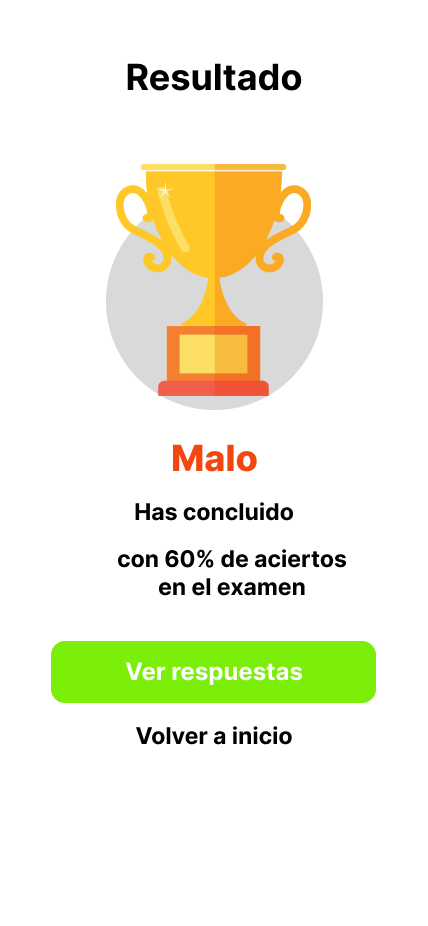 Resultado
Malo
Has concluido
con 60% de aciertos
en el examen
Ver respuestas
Volver a inicio